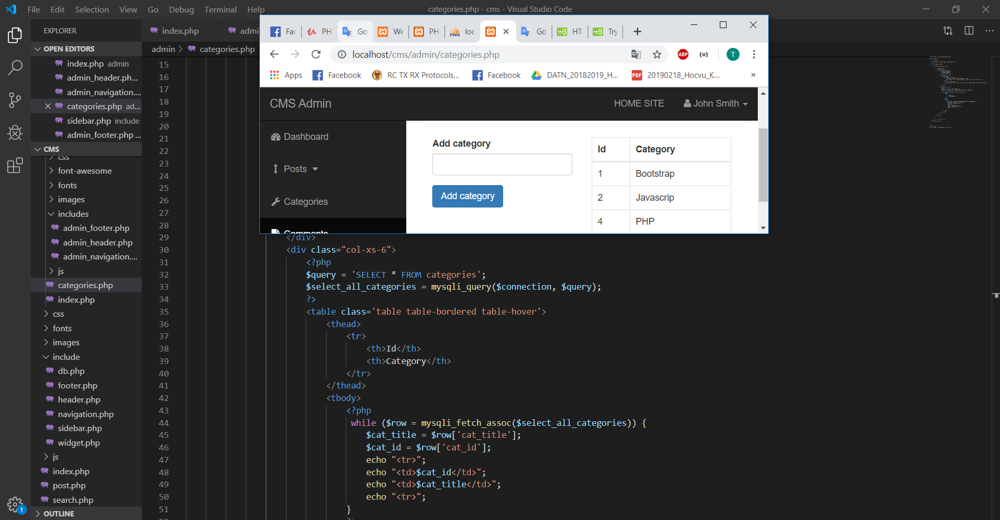 File Edit Selection View Go Debug Terminal Help
categories.php - cms - Visual Studio Code
EXPLORER
OPEN EDITORS
index.php admin
admin_header.ph...
admin_navigation....
categories.php ad...
sidebar.php include
admin_footer.php ...
CMS
css
font-awesome
fonts
images
includes
admin_footer.php
admin_header.php
admin_navigation....
js
categories.php
index.php
css
fonts
images
include
db.php
footer.php
header.php
navigation.php
sidebar.php
widget.php
js
index.php
post.php
search.php
OUTLINE
1
index.php
admi
admin > categories.php
Fac
PH
Go
We
PH
PMA loc
Go
w3 HT
w3 Try
localhost/cms/admin/categories.php
ABP
T
Apps
Facebook
RC TX RX Protocols...
Facebook
DATN_20182019_H...
PDF 20190218_Hocvu_K...
»
CMS Admin
HOME SITE
John Smith
Dashboard
Posts
Categories
Comments
Add category
Add category
Id Category
1 Bootstrap
2 Javascrip
4 PHP
15
16
17
18
19
20
21
22
23
24
25
26
27
28
29 </div>
30 <div class="col-xs-6">
31 <?php
32 $query = 'SELECT * FROM categories';
33 $select_all_categories = mysqli_query($connection, $query);
34 ?>
35 <table class='table table-bordered table-hover'>
36 <thead>
37 <tr>
38 <th>Id</th>
39 <th>Category</th>
40 </tr>
41 </thead>
42 <tbody>
43 <?php
44 while ($row = mysqli_fetch_assoc($select_all_categories)) {
45 $cat_title = $row['cat_title'];
46 $cat_id = $row['cat_id'];
47 echo "<tr>";
48 echo "<td>$cat_id</td>";
49 echo "<td>$cat_title</td>";
50 echo "<tr>";
51 }